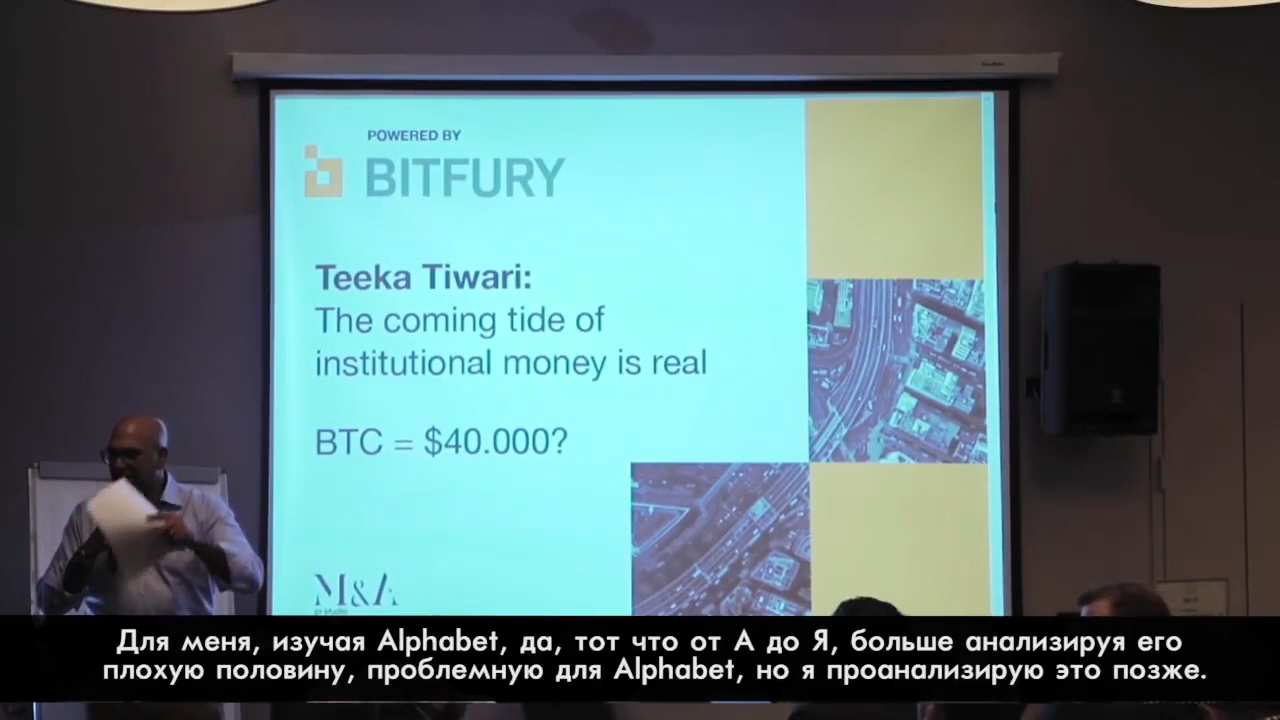 POWERED BY
BITFURY
Teeka Tiwari:
The coming tide of
institutional money is real
BTC = $40.000?
M&A
Для меня, изучая Alphabet, да, тот что от А до Я, больше анализируя его
плохую половину, проблемную для Alphabet, но я проанализирую это позже.